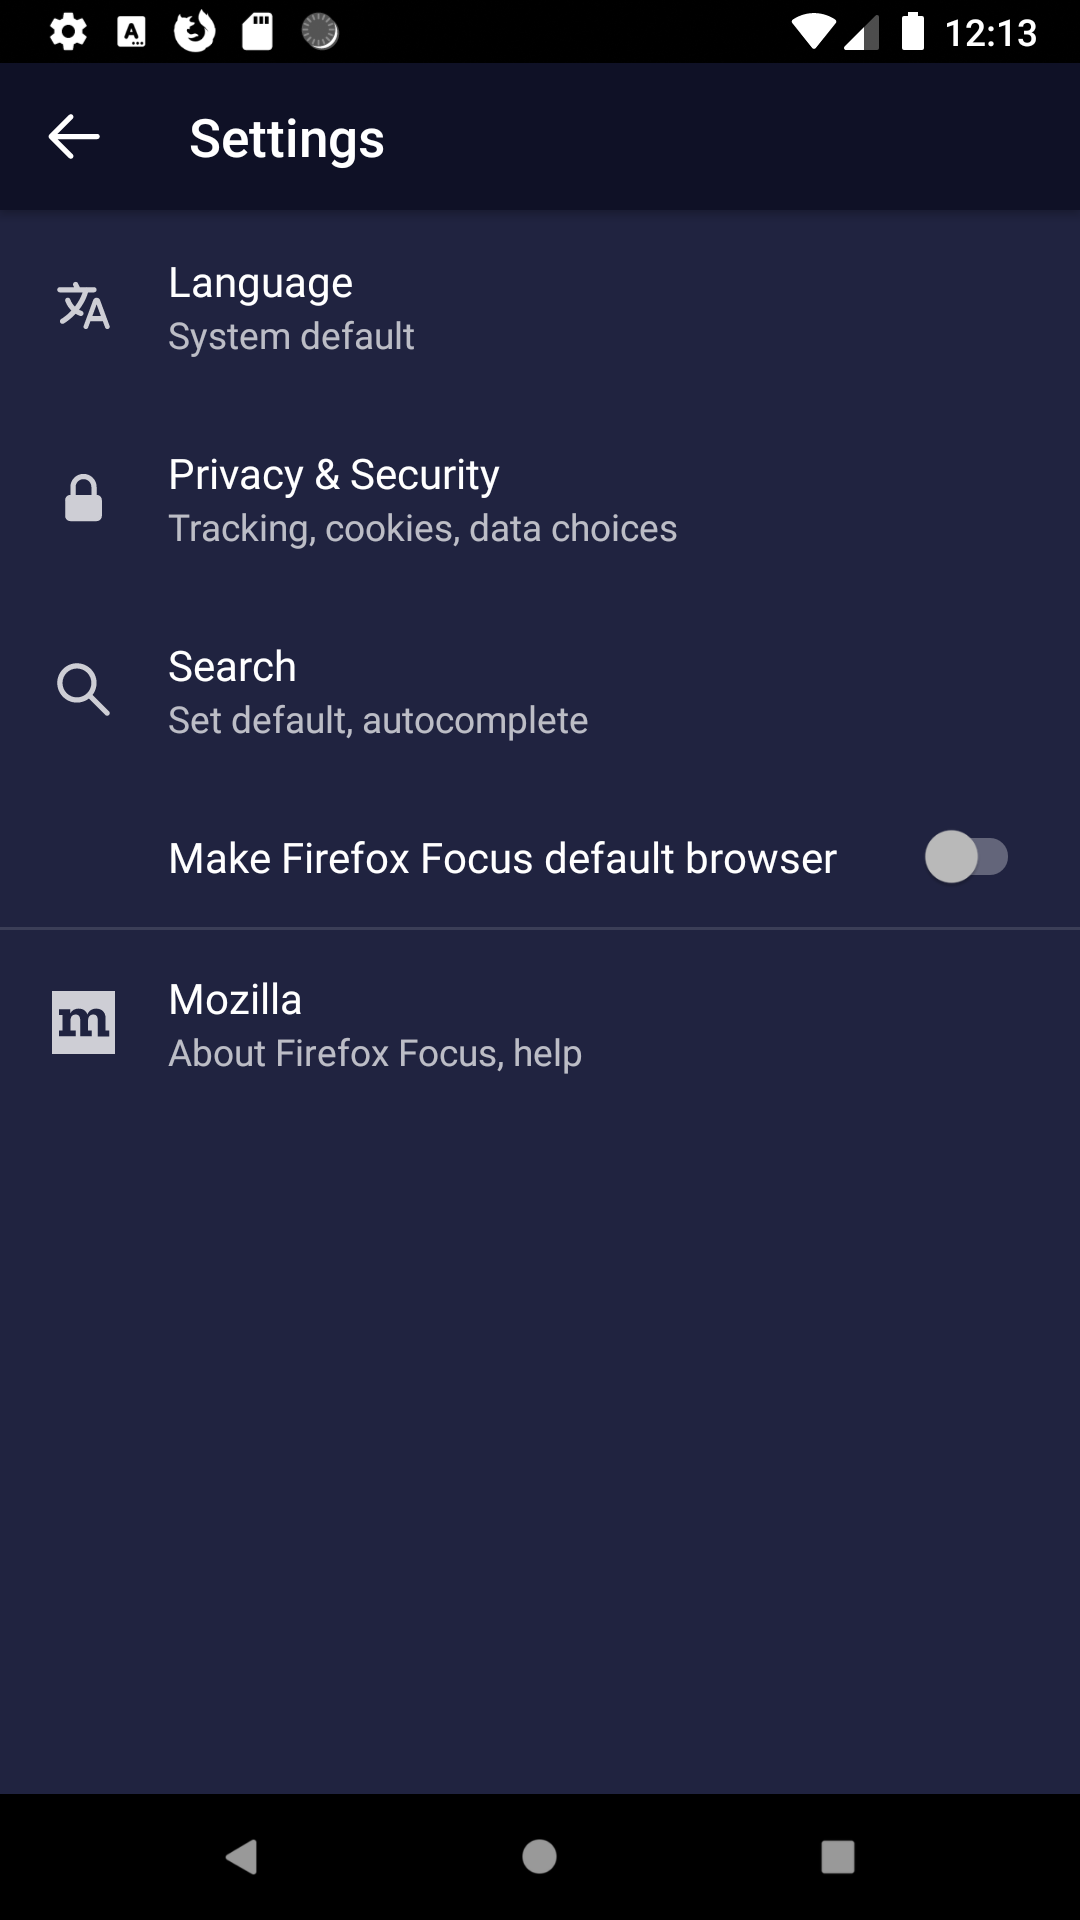 12:13
Settings
Language
System default
Privacy & Security
Tracking, cookies, data choices
Search
Set default, autocomplete
Make Firefox Focus default browser
m
Mozilla
About Firefox Focus, help